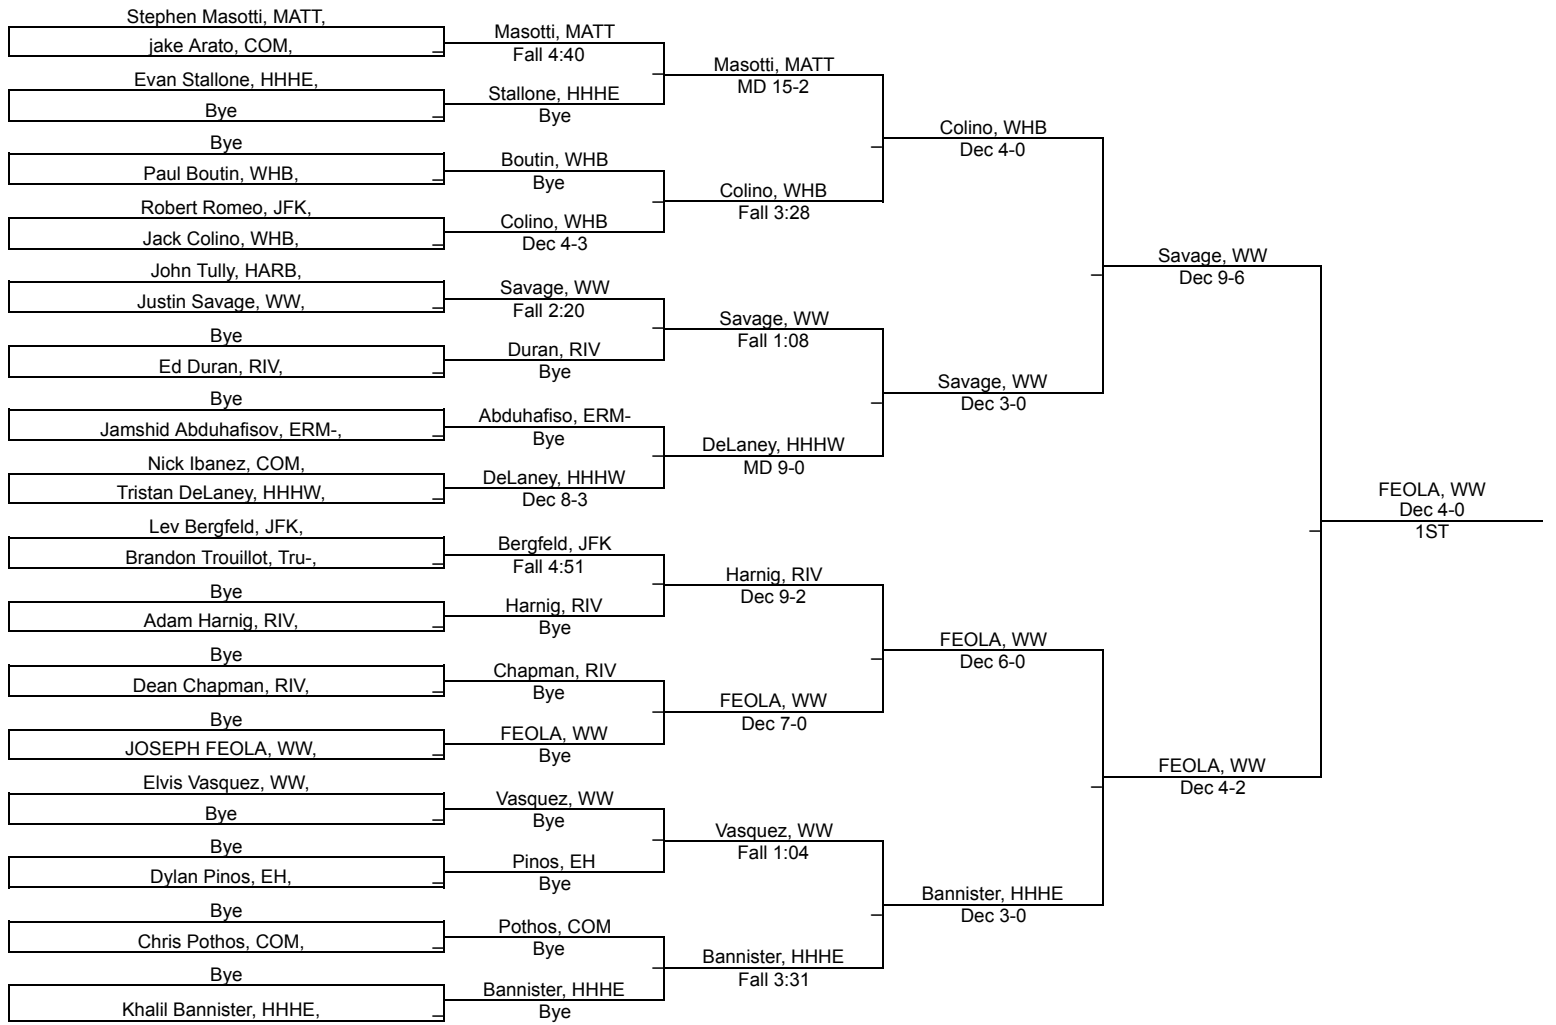 Stephen Masotti, MATT,
jake Arato, COM,
Evan Stallone, HHHE,
Bye
Bye
Paul Boutin, WHB,
Robert Romeo, JFK,
Jack Colino, WHB,
John Tully, HARB,
Justin Savage, WW,
Bye
Ed Duran, RIV,
Bye
Jamshid Abduhafisov, ERM-,
Nick Ibanez, COM,
Tristan DeLaney, HHHW,
Lev Bergfeld, JFK,
Brandon Trouillot, Tru-,
Bye
Adam Harnig, RIV,
Bye
Dean Chapman, RIV,
Bye
JOSEPH FEOLA, WW,
Elvis Vasquez, WW,
Bye
Bye
Dylan Pinos, EH,
Bye
Chris Pothos, COM,
Bye
Khalil Bannister, HHHE,
Masotti, MATT
Fall 4:40
Stallone, HHHE
Bye
Boutin, WHB
Bye
Colino, WHB
Dec 4-3
Savage, WW
Fall 2:20
Duran, RIV
Bye
Abduhafiso, ERM-
Bye
DeLaney, HHHW
Dec 8-3
Bergfeld, JFK
Fall 4:51
Harnig, RIV
Bye
Chapman, RIV
Bye
FEOLA, WW
Bye
Vasquez, WW
Bye
Pinos, EH
Bye
Pothos, COM
Bye
Bannister, HHHE
Bye
Masotti, MATT
MD 15-2
Colino, WHB
Fall 3:28
Savage, WW
Fall 1:08
DeLaney, HHHW
MD 9-0
Harnig, RIV
Dec 9-2
FEOLA, WW
Dec 7-0
Vasquez, WW
Fall 1:04
Bannister, HHHE
Fall 3:31
Colino, WHB
Dec 4-0
Savage, WW
Dec 3-0
FEOLA, WW
Dec 6-0
Bannister, HHHE
Dec 3-0
Savage, WW
Dec 9-6
FEOLA, WW
Dec 4-2
FEOLA, WW
Dec 4-0
1ST